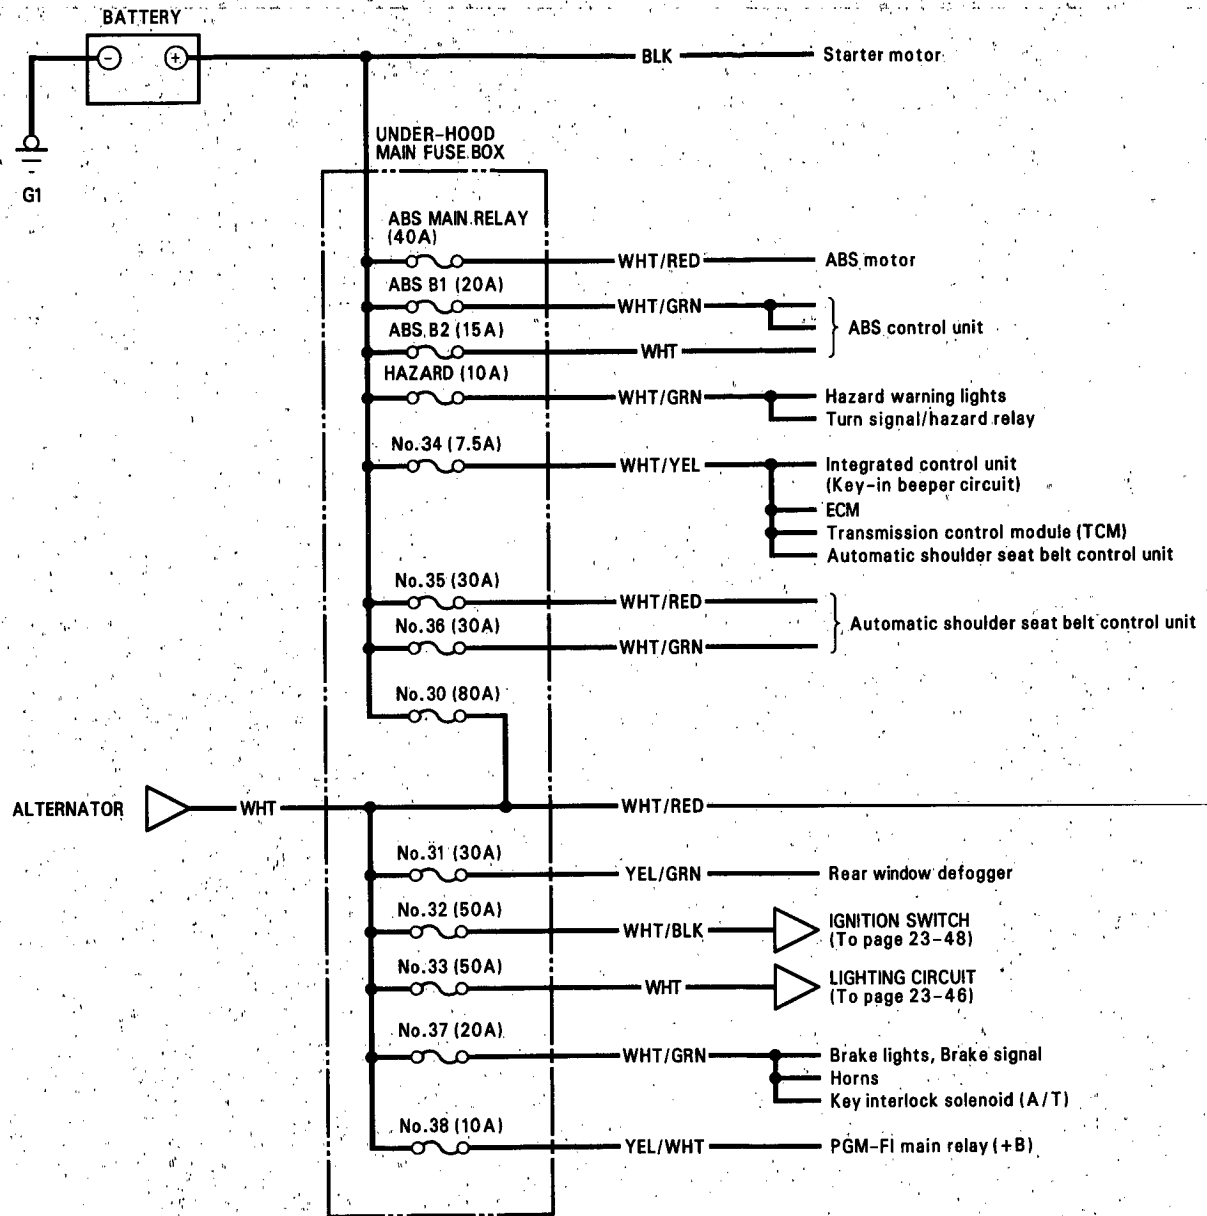 BATTERY
BLK
Starter motor
UNDER-HOOD
MAIN FUSE BOX
G1
ABS MAIN RELAY
(40A)
WHT/RED
ABS motor
ABS B1 (20A)
WHT/GRN
ABS B2 (15A)
ABS control unit
WHT
HAZARD (10A)
WHT/GRN
Hazard warning lights
Turn signal/hazard relay
No.34 (7.5A)
WHT/YEL
Integrated control unit
(Key-in beeper circuit)
ECM
Transmission control module (TCM)
Automatic shoulder seat belt control unit
No.35 (30A)
WHT/RED
Automatic shoulder seat belt control unit
No.36 (30A)
WHT/GRN
No.30 (80A)
ALTERNATOR
WHT
WHT/RED
No.31 (30A)
YEL/GRN
Rear window defogger
No.32 (50A)
WHT/BLK
IGNITION SWITCH
(To page 23-48)
No.33 (50A)
WHT
LIGHTING CIRCUIT
(To page 23-46)
No.37 (20A)
WHT/GRN
Brake lights, Brake signal
Horns
Key interlock solenoid (A/T)
No.38 (10A)
YEL/WHT
PGM-FI main relay (+B)